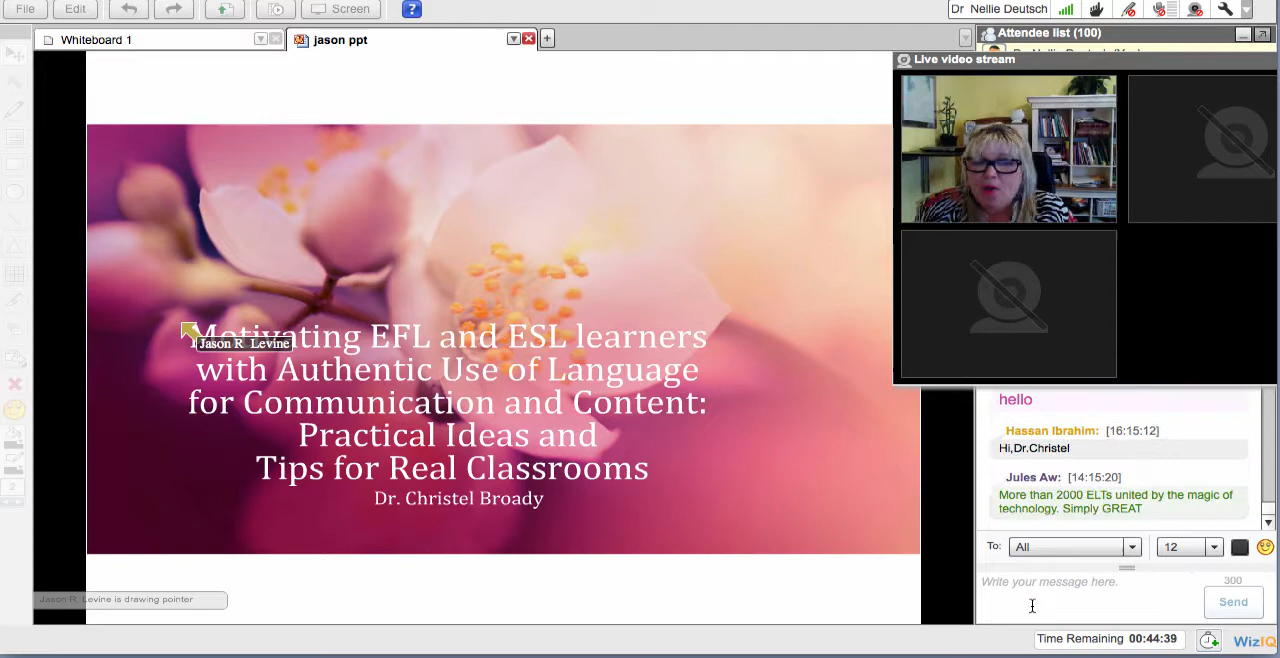 File
Edit
Screen
?
Dr Nellie Deutsch
Whiteboard 1
jason ppt
+
Attendee list (100)
Live video stream
Motivating EFL and ESL learners
Jason R Levine
with Authentic Use of Language
for Communication and Content:
Practical Ideas and
Tips for Real Classrooms
Dr. Christel Broady
hello
Hassan Ibrahim: [16:15:12]
Hi,Dr.Christel
Jules Aw: [14:15:20]
More than 2000 ELTs united by the magic of
technology. Simply GREAT
To: All 12
Write your message here. 300
Send
2
Jason R. Levine is drawing pointer
Time Remaining 00:44:39
WizIQ